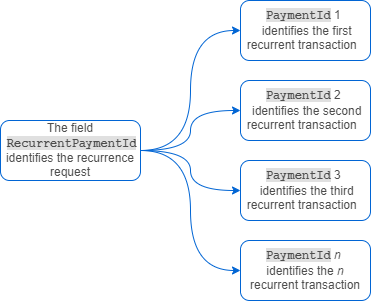 PaymentId 1
identifies the first
recurrent transaction
PaymentId 2
identifies the second
recurrent transaction
The field
RecurrentPaymentId
identifies the recurrence
request
PaymentId 3
identifies the third
recurrent transaction
PaymentId n
identifies the n
recurrent transaction